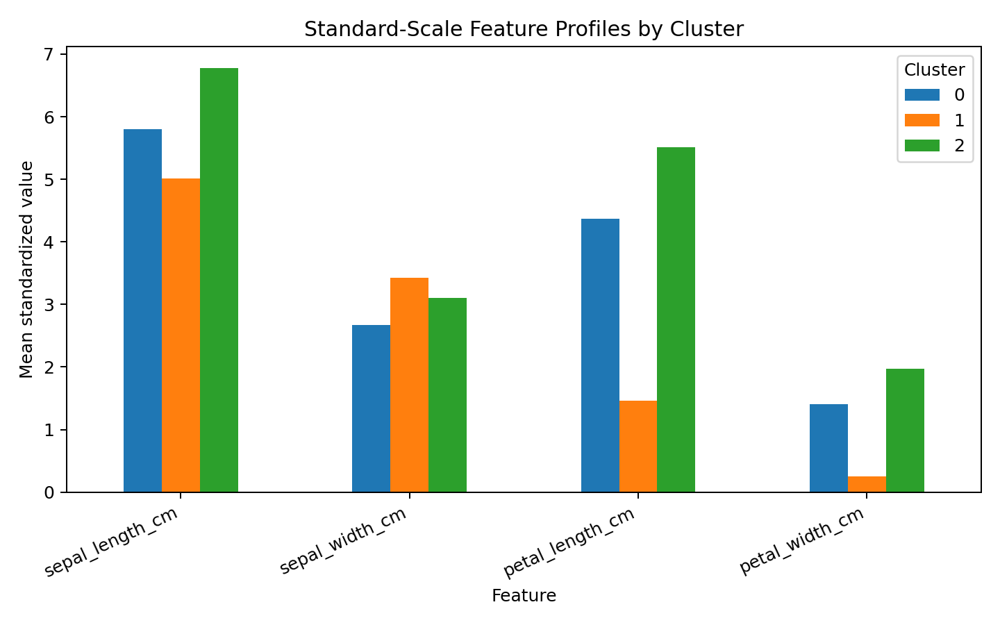 Standard-Scale Feature Profiles by Cluster
Mean standardized value
7
6
5
4
3
2
1
0
Cluster
0
1
2
sepal_length_cm
sepal_width_cm
petal_length_cm
petal_width_cm
Feature